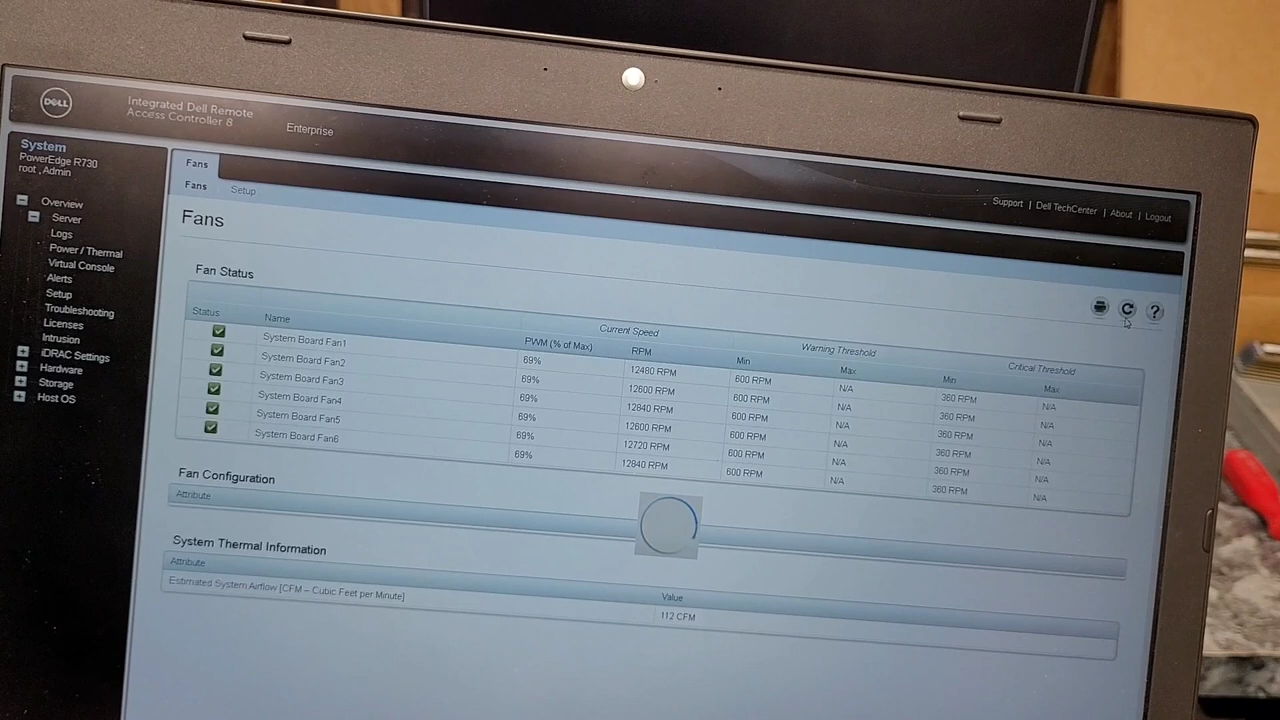 DELL
Integrated Dell Remote
Access Controller 8
Enterprise
Support | Dell TechCenter | About | Logout
System
PowerEdge R730
root , Admin
Overview
Server
Logs
Power / Thermal
Virtual Console
Alerts
Setup
Troubleshooting
Licenses
Intrusion
iDRAC Settings
Hardware
Storage
Host OS
Fans
Fans Setup
Fans
?
Fan Status
Current Speed Warning Threshold Critical Threshold
Status Name PWM (% of Max) RPM Min Max Min Max
System Board Fan1 69% 12480 RPM 600 RPM N/A 360 RPM N/A
System Board Fan2 69% 12600 RPM 600 RPM N/A 360 RPM N/A
System Board Fan3 69% 12840 RPM 600 RPM N/A 360 RPM N/A
System Board Fan4 69% 12600 RPM 600 RPM N/A 360 RPM N/A
System Board Fan5 69% 12720 RPM 600 RPM N/A 360 RPM N/A
System Board Fan6 69% 12840 RPM 600 RPM N/A 360 RPM N/A
Fan Configuration
Attribute
System Thermal Information
Attribute Value
Estimated System Airflow [CFM – Cubic Feet per Minute] 112 CFM